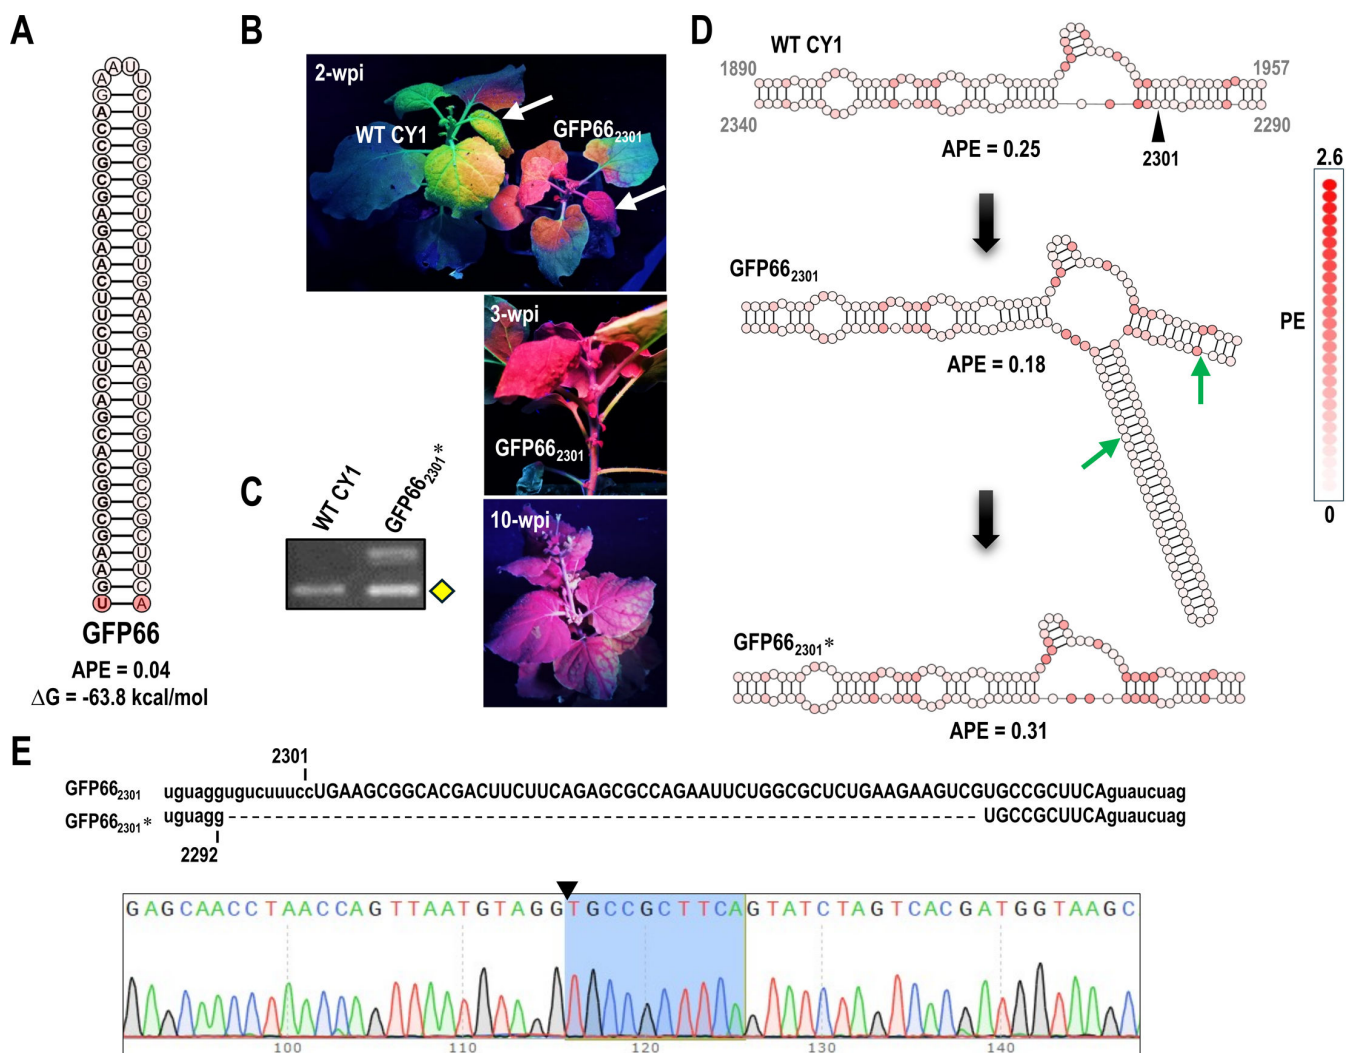 A
A U
A U
G U
A C
C U
C G
G G
C C
G G
A C
G U
A C
C U
U U
U G
C A
U A
U G
C A
A A
G G
C U
A C
C G
G U
G G
C C
G C
G G
A C
A U
G U
U C
U A
GFP66
APE = 0.04
ΔG = -63.8 kcal/mol
B
2-wpi
WT CY1
GFP66₂₃₀₁
3-wpi
GFP66₂₃₀₁
10-wpi
C
WT CY1
GFP66₂₃₀₁*
D
WT CY1
1890
1957
2340
2290
APE = 0.25
2301
GFP66₂₃₀₁
APE = 0.18
GFP66₂₃₀₁*
APE = 0.31
2.6
PE
0
E
2301
GFP66₂₃₀₁ uguaggugucuuuccUGAAGCGGCACGACUUCUUCAGAGCGCCAGAAUUCUGGCGCUCUGAAGAAGUCGUGCCGCUUCAguaucuag
GFP66₂₃₀₁* uguagg------------------------------------------------------UGCCGCUUCAguaucuag
2292
GAGCAACCTAACCAGTTAATGTAGGTGCCGCTTCAGTATCTAGTCACGATGGTAAGC
100 110 120 130 140